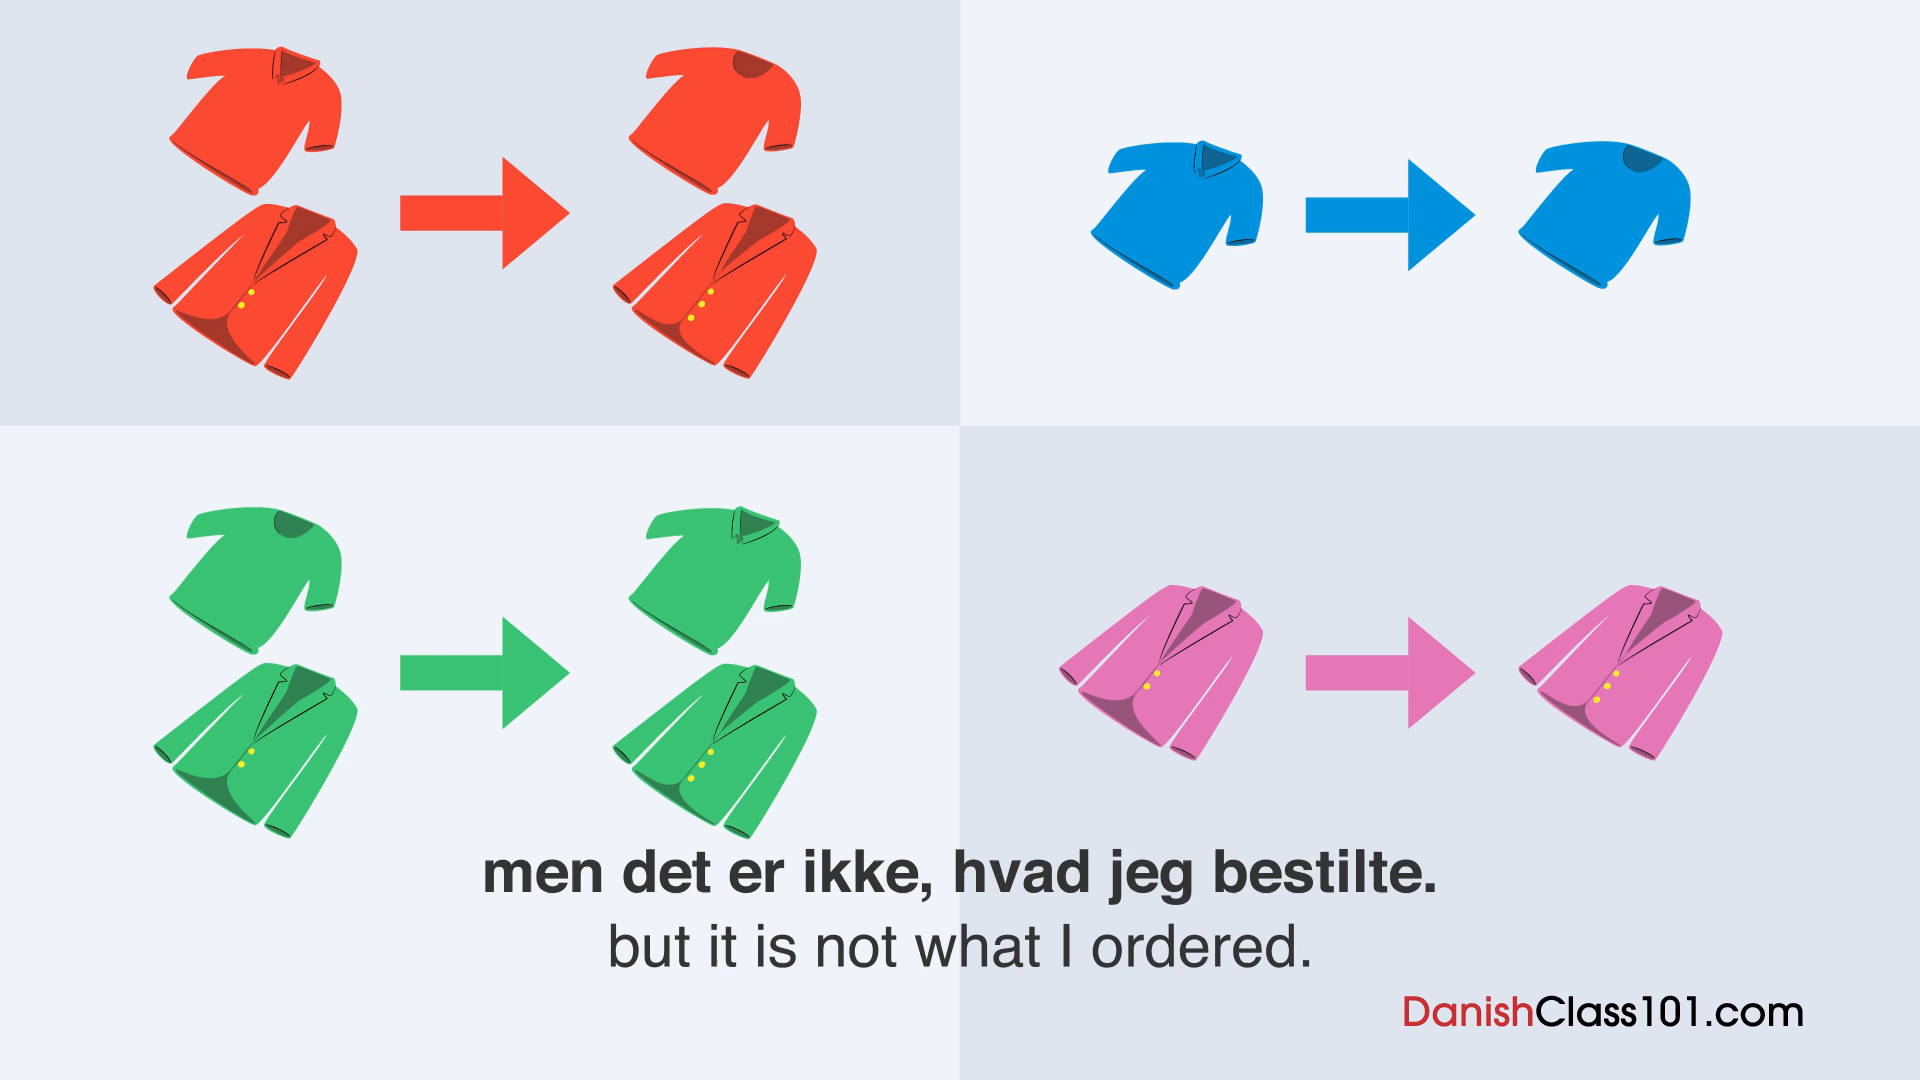 men det er ikke, hvad jeg bestilte.
but it is not what I ordered.
DanishClass101.com